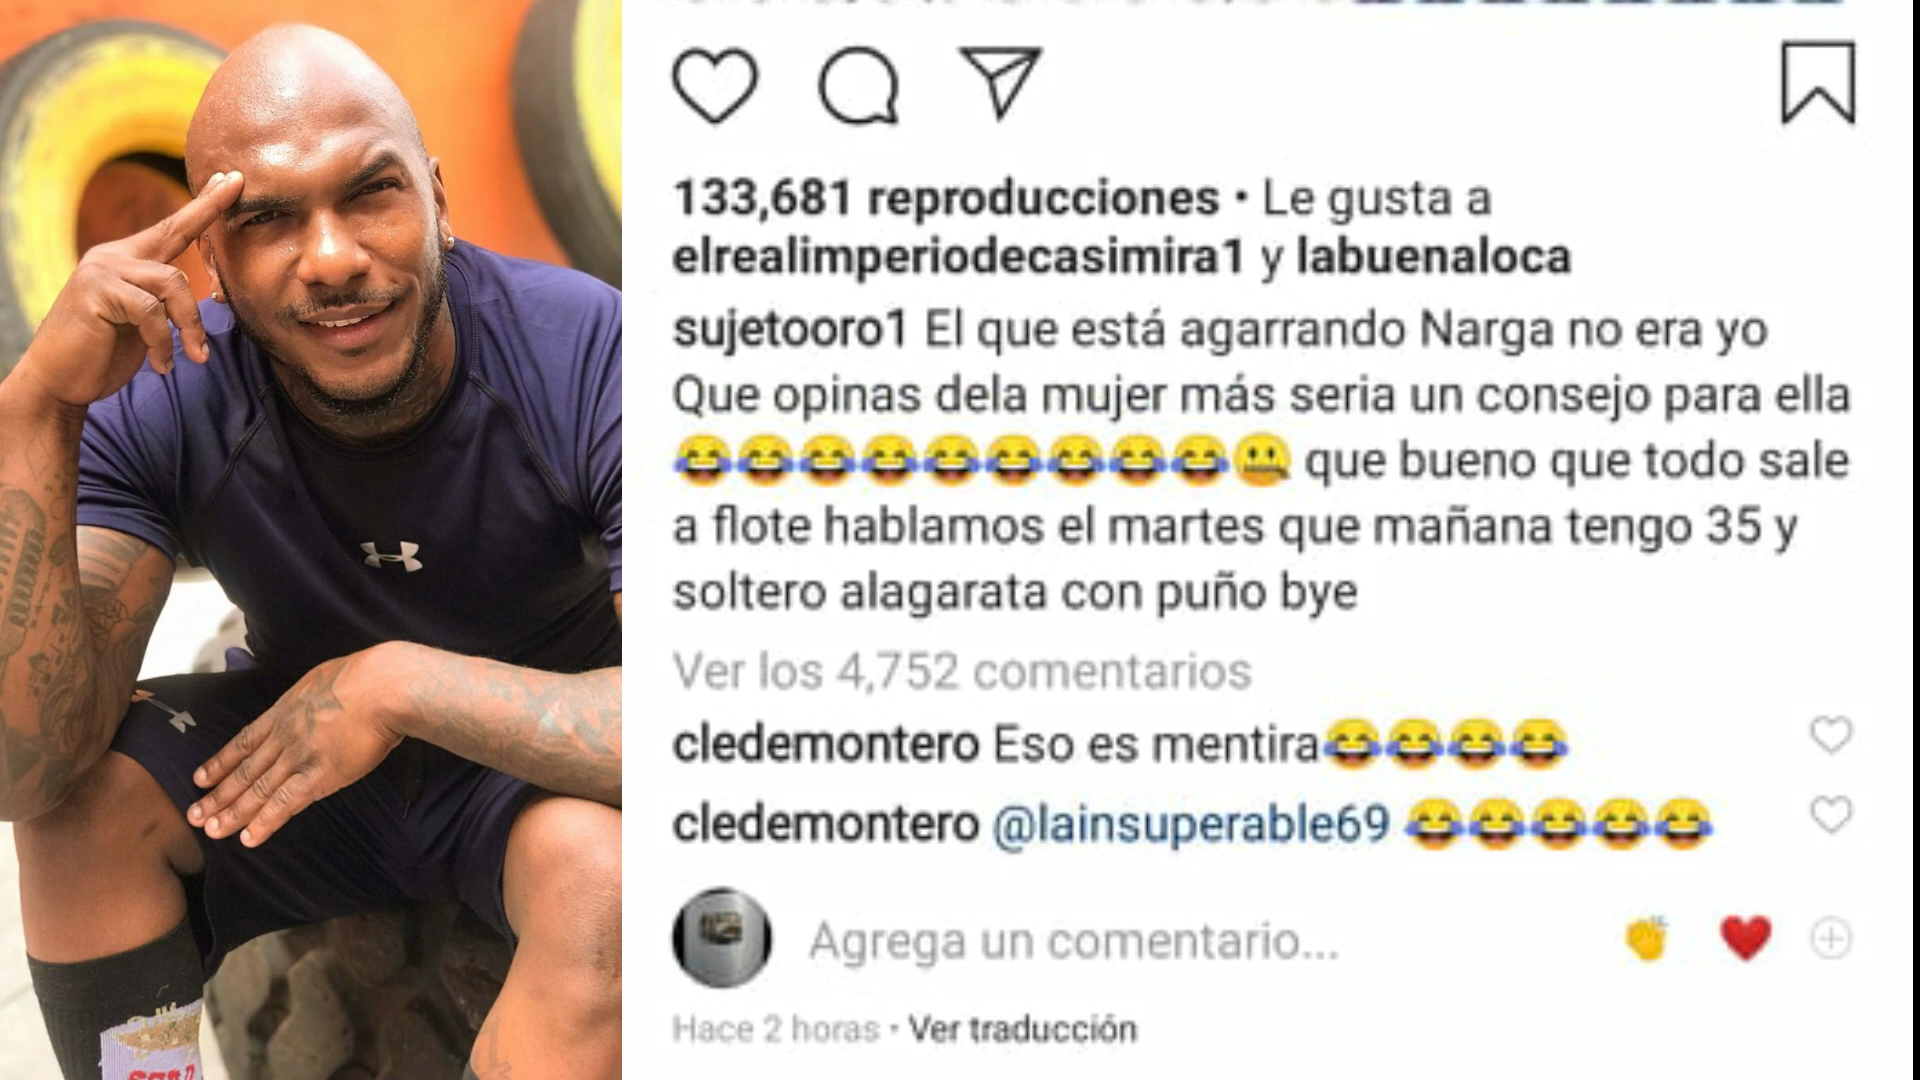 133,681 reproducciones • Le gusta a
elrealimperiodecasimira1 y labuenaloca
sujetooro1 El que está agarrando Narga no era yo
Que opinas dela mujer más seria un consejo para ella
😂😂😂😂😂😂😂😂😂🤐 que bueno que todo sale
a flote hablamos el martes que mañana tengo 35 y
soltero alagarata con puño bye
Ver los 4,752 comentarios
cledemontero Eso es mentira😂😂😂😂
cledemontero @lainsuperable69 😂😂😂😂😂
Agrega un comentario...
Hace 2 horas • Ver traducción